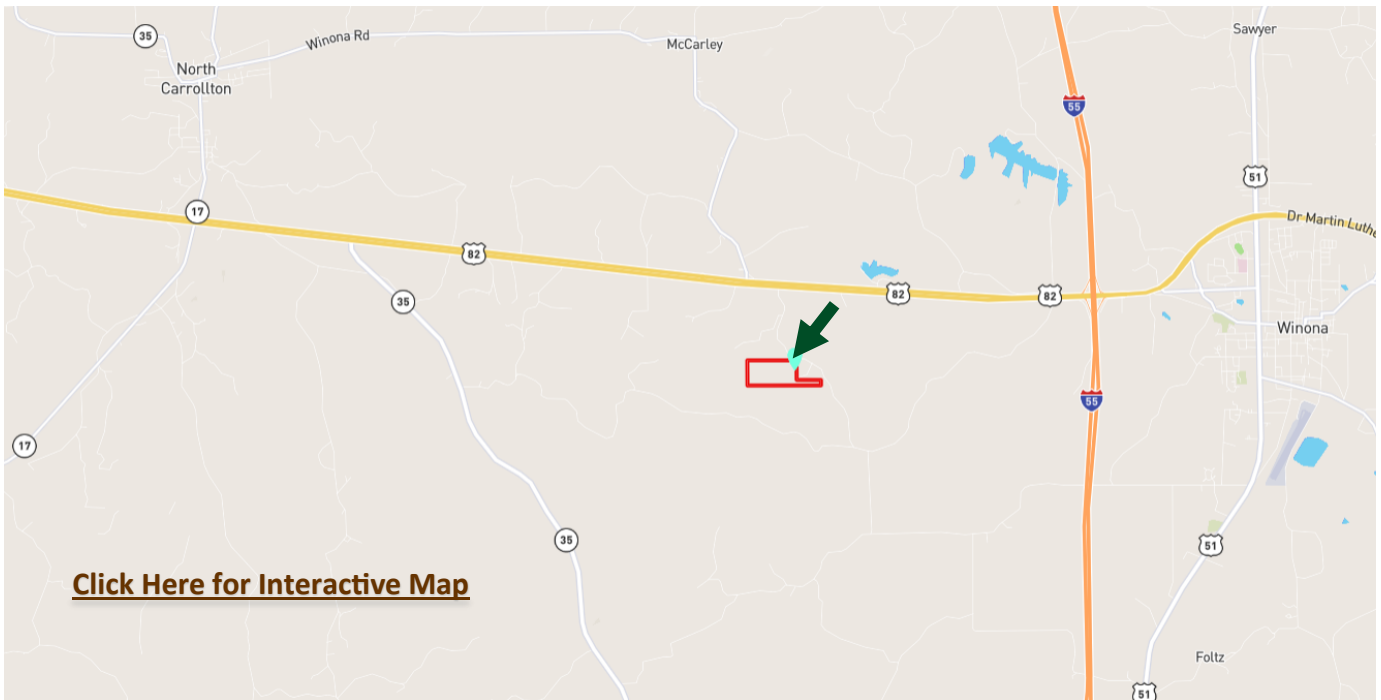 35
Winona Rd
McCarley
Sawyer
North
Carrollton
55
51
17
Dr Martin Luthe
82
82
82
35
Winona
55
17
35
51
Click Here for Interactive Map
Foltz
51